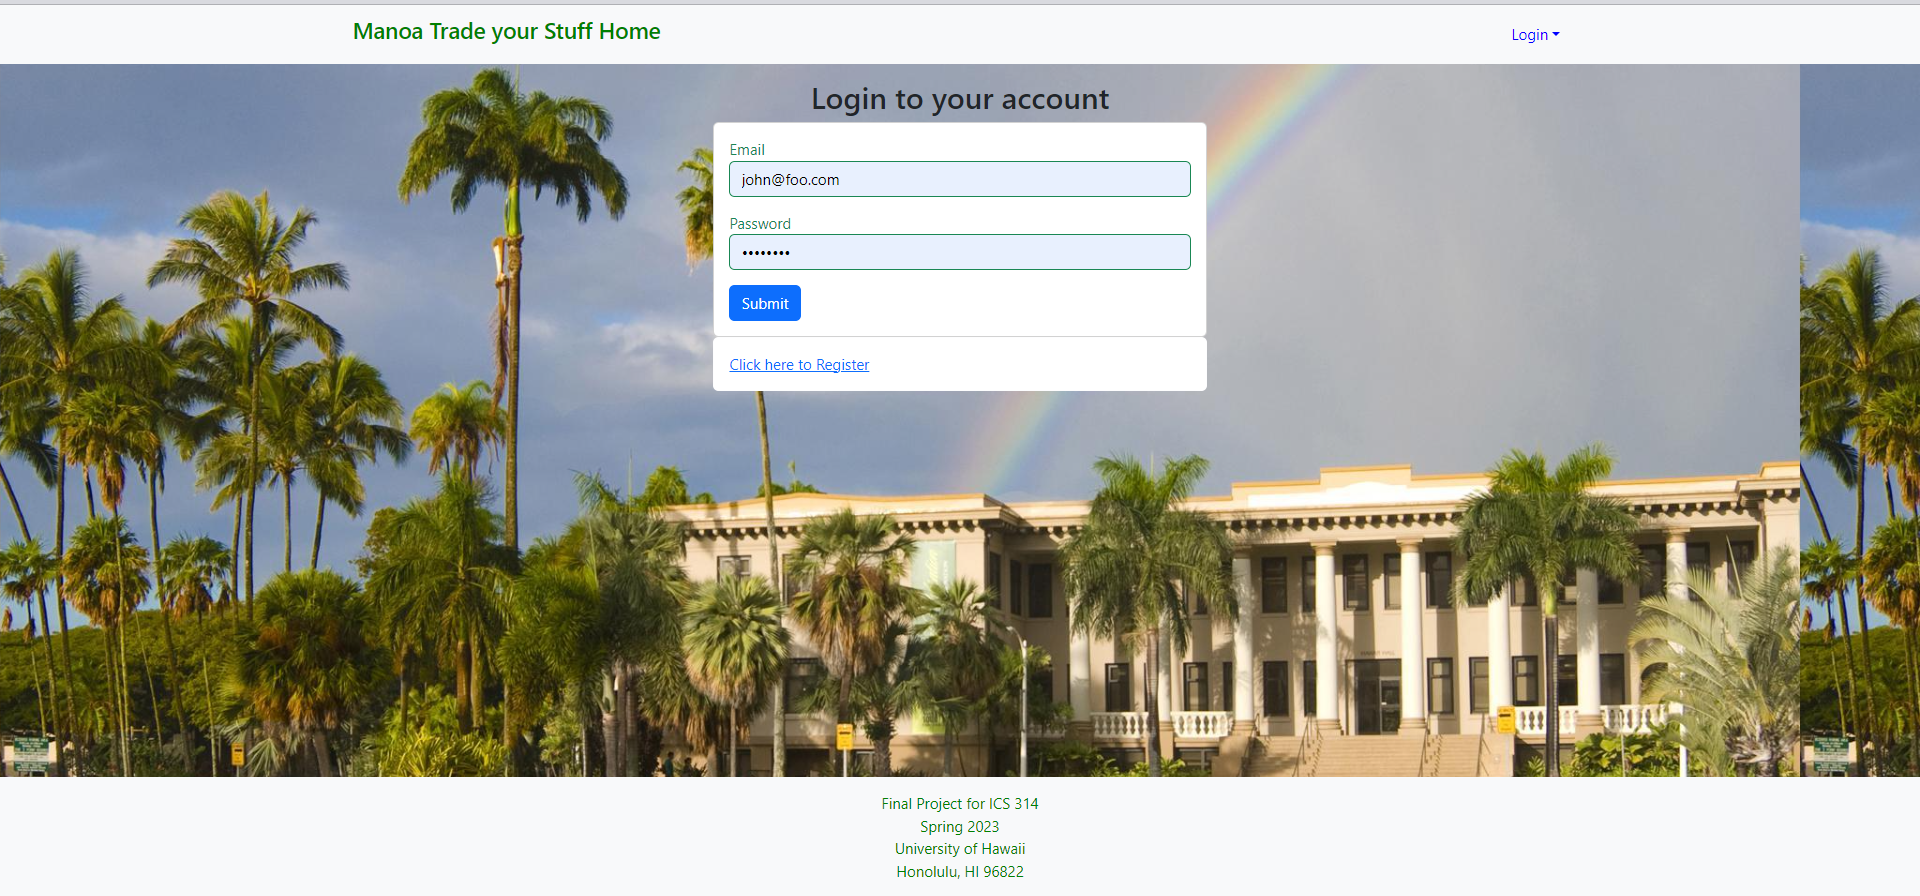 Manoa Trade your Stuff Home
Login
Login to your account
Email
john@foo.com
Password
••••••••
Submit
Click here to Register
Final Project for ICS 314
Spring 2023
University of Hawaii
Honolulu, HI 96822